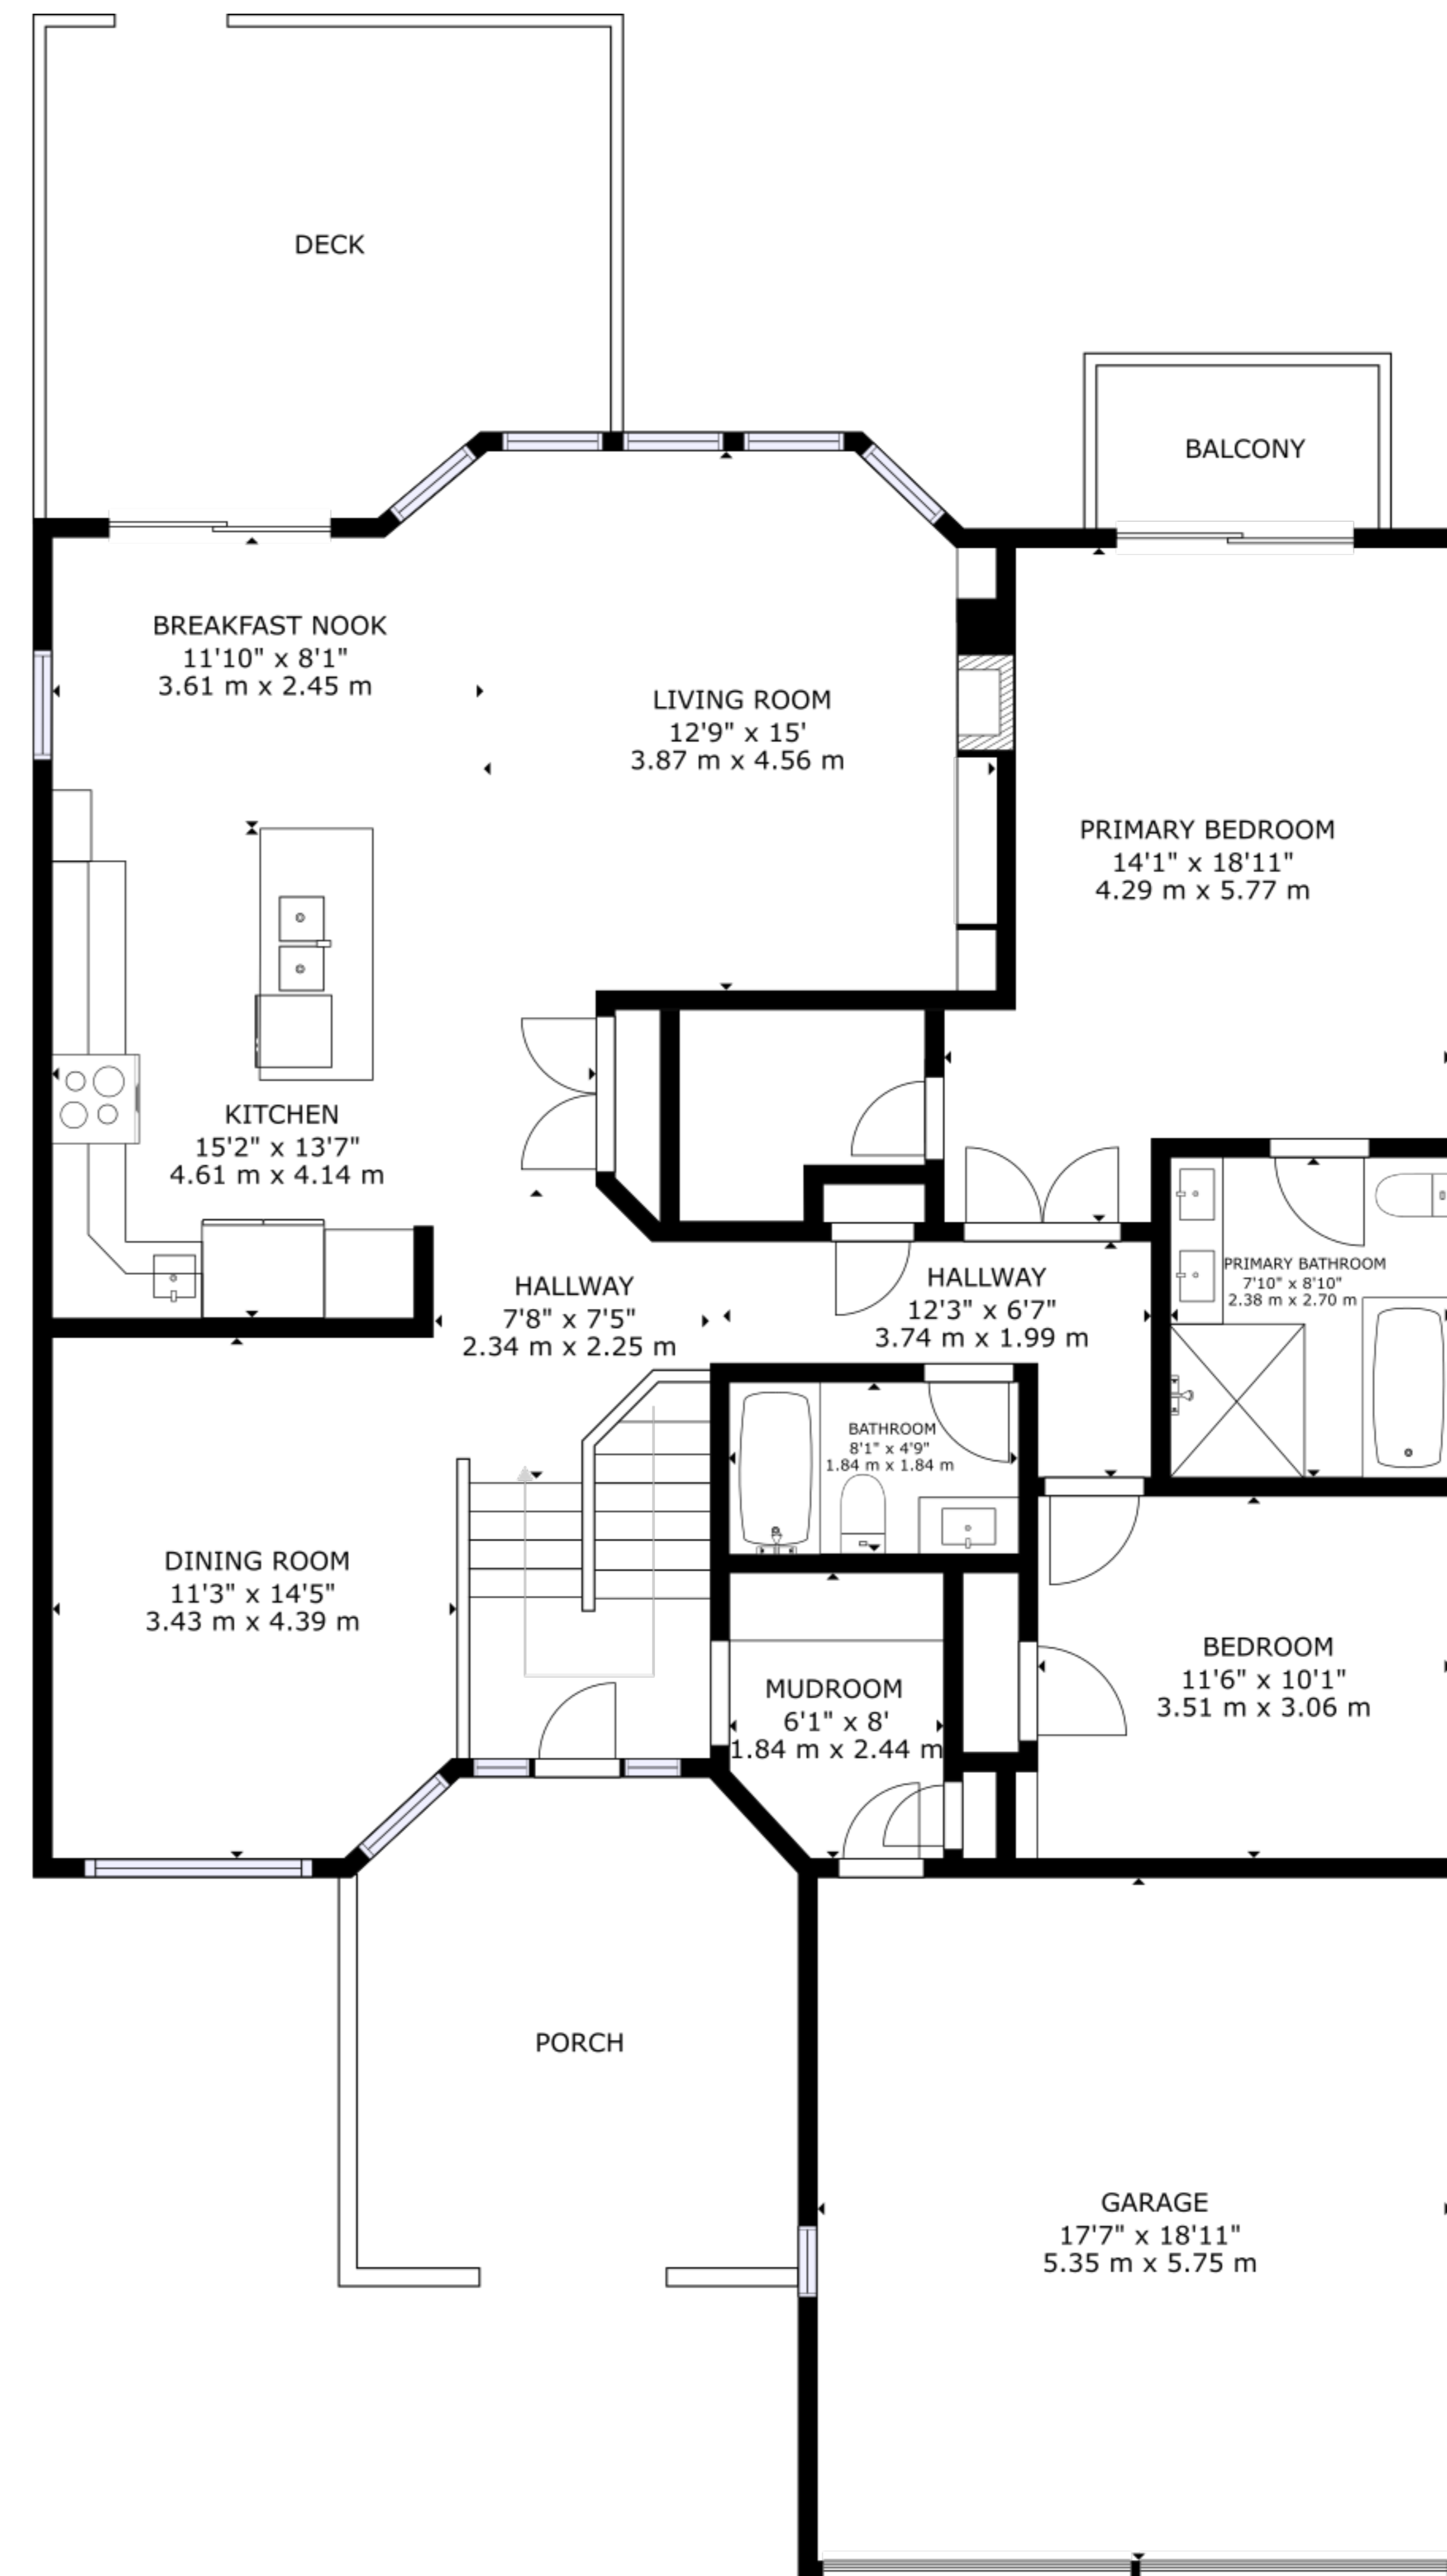 DECK
BALCONY
BREAKFAST NOOK
11'10" x 8'1"
3.61 m x 2.45 m
LIVING ROOM
12'9" x 15'
3.87 m x 4.56 m
PRIMARY BEDROOM
14'1" x 18'11"
4.29 m x 5.77 m
KITCHEN
15'2" x 13'7"
4.61 m x 4.14 m
HALLWAY
7'8" x 7'5"
2.34 m x 2.25 m
HALLWAY
12'3" x 6'7"
3.74 m x 1.99 m
PRIMARY BATHROOM
7'10" x 8'10"
2.38 m x 2.70 m
BATHROOM
8'1" x 4'9"
1.84 m x 1.84 m
DINING ROOM
11'3" x 14'5"
3.43 m x 4.39 m
MUDROOM
6'1" x 8'
1.84 m x 2.44 m
BEDROOM
11'6" x 10'1"
3.51 m x 3.06 m
PORCH
GARAGE
17'7" x 18'11"
5.35 m x 5.75 m